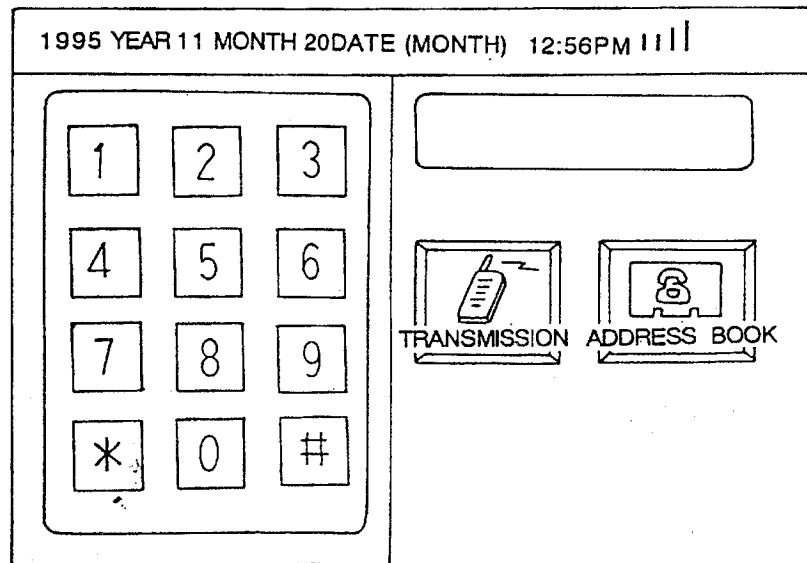 1995 YEAR 11 MONTH 20DATE (MONTH) 12:56PM
1 2 3
4 5 6
7 8 9
* 0 #
TRANSMISSION ADDRESS BOOK